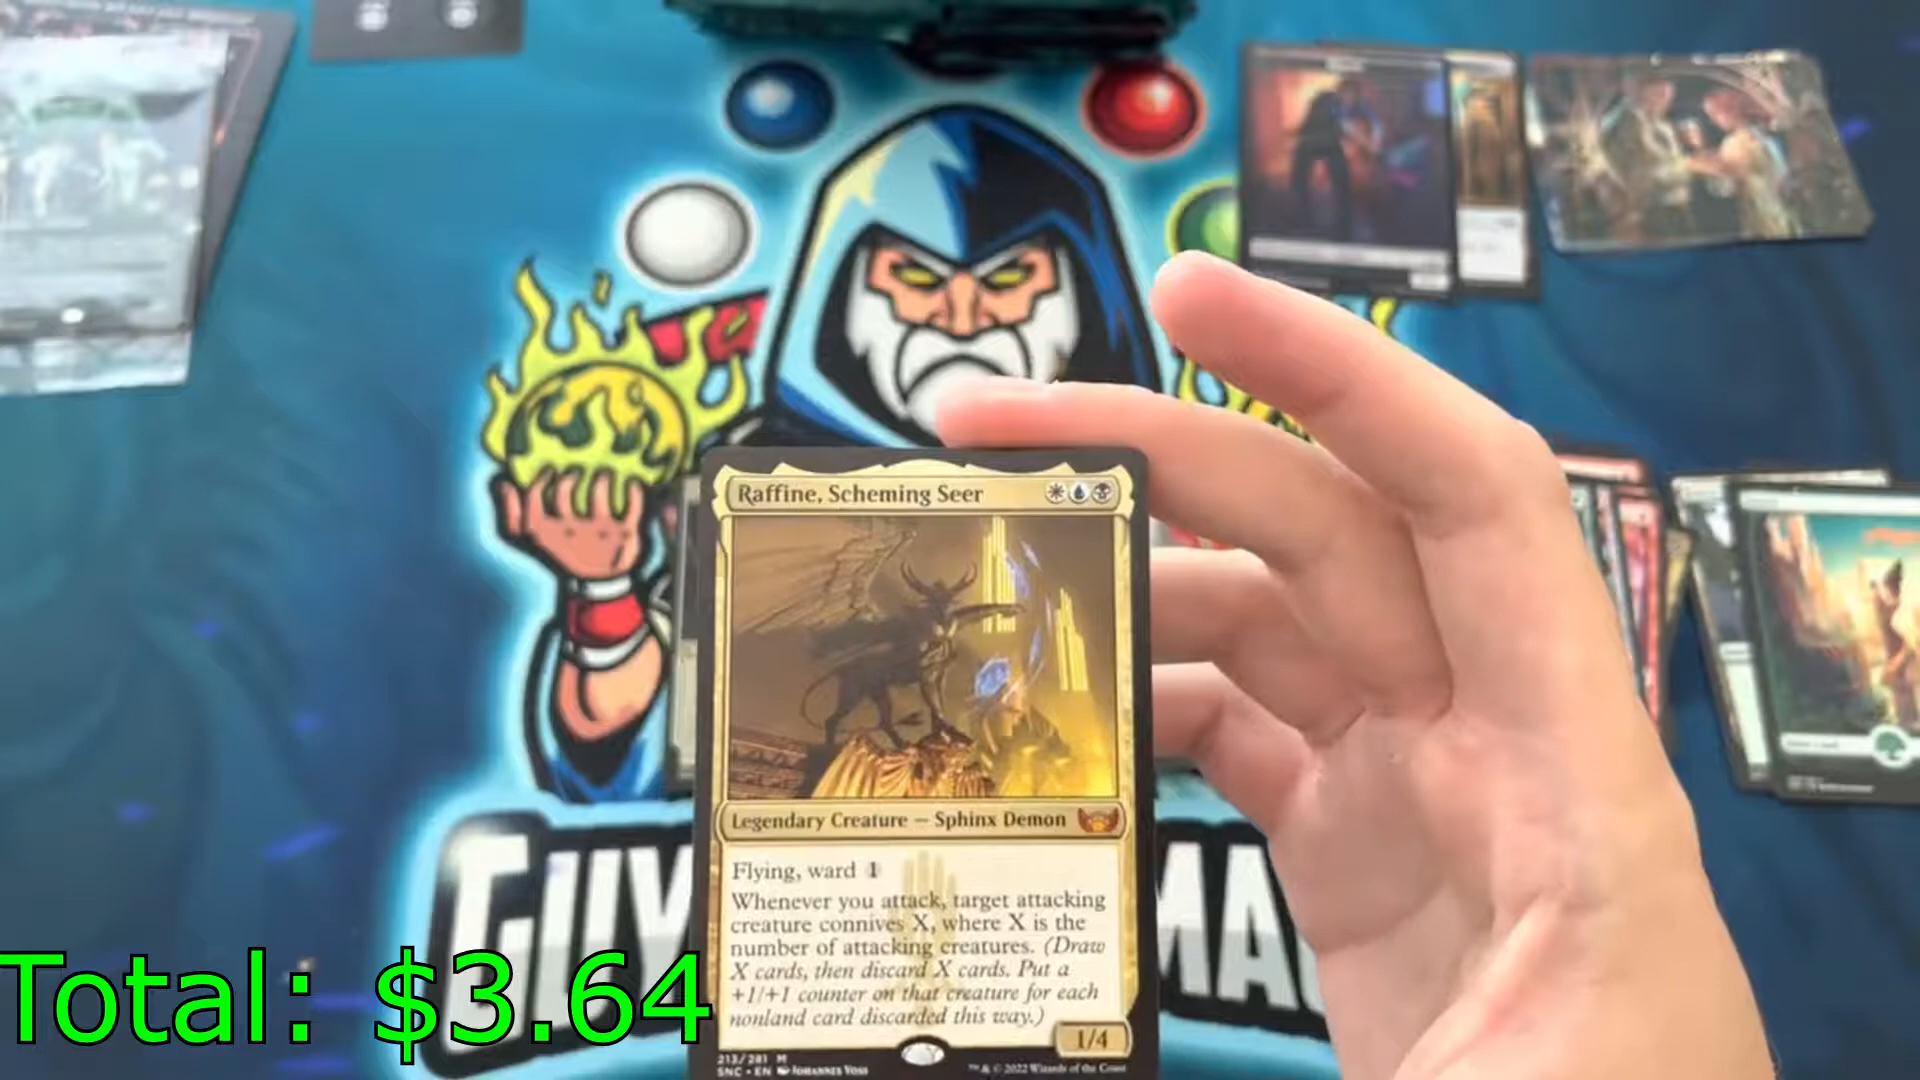 Raffine, Scheming Seer
Legendary Creature — Sphinx Demon
Flying, ward 1
Whenever you attack, target attacking
creature connives X, where X is the
number of attacking creatures. (Draw
X cards, then discard X cards. Put a
+1/+1 counter on that creature for each
nonland card discarded this way.)
1/4
213/281 M
SNC • EN Johannes Voss
™ & © 2022 Wizards of the Coast
GUY MA
Total: $3.64